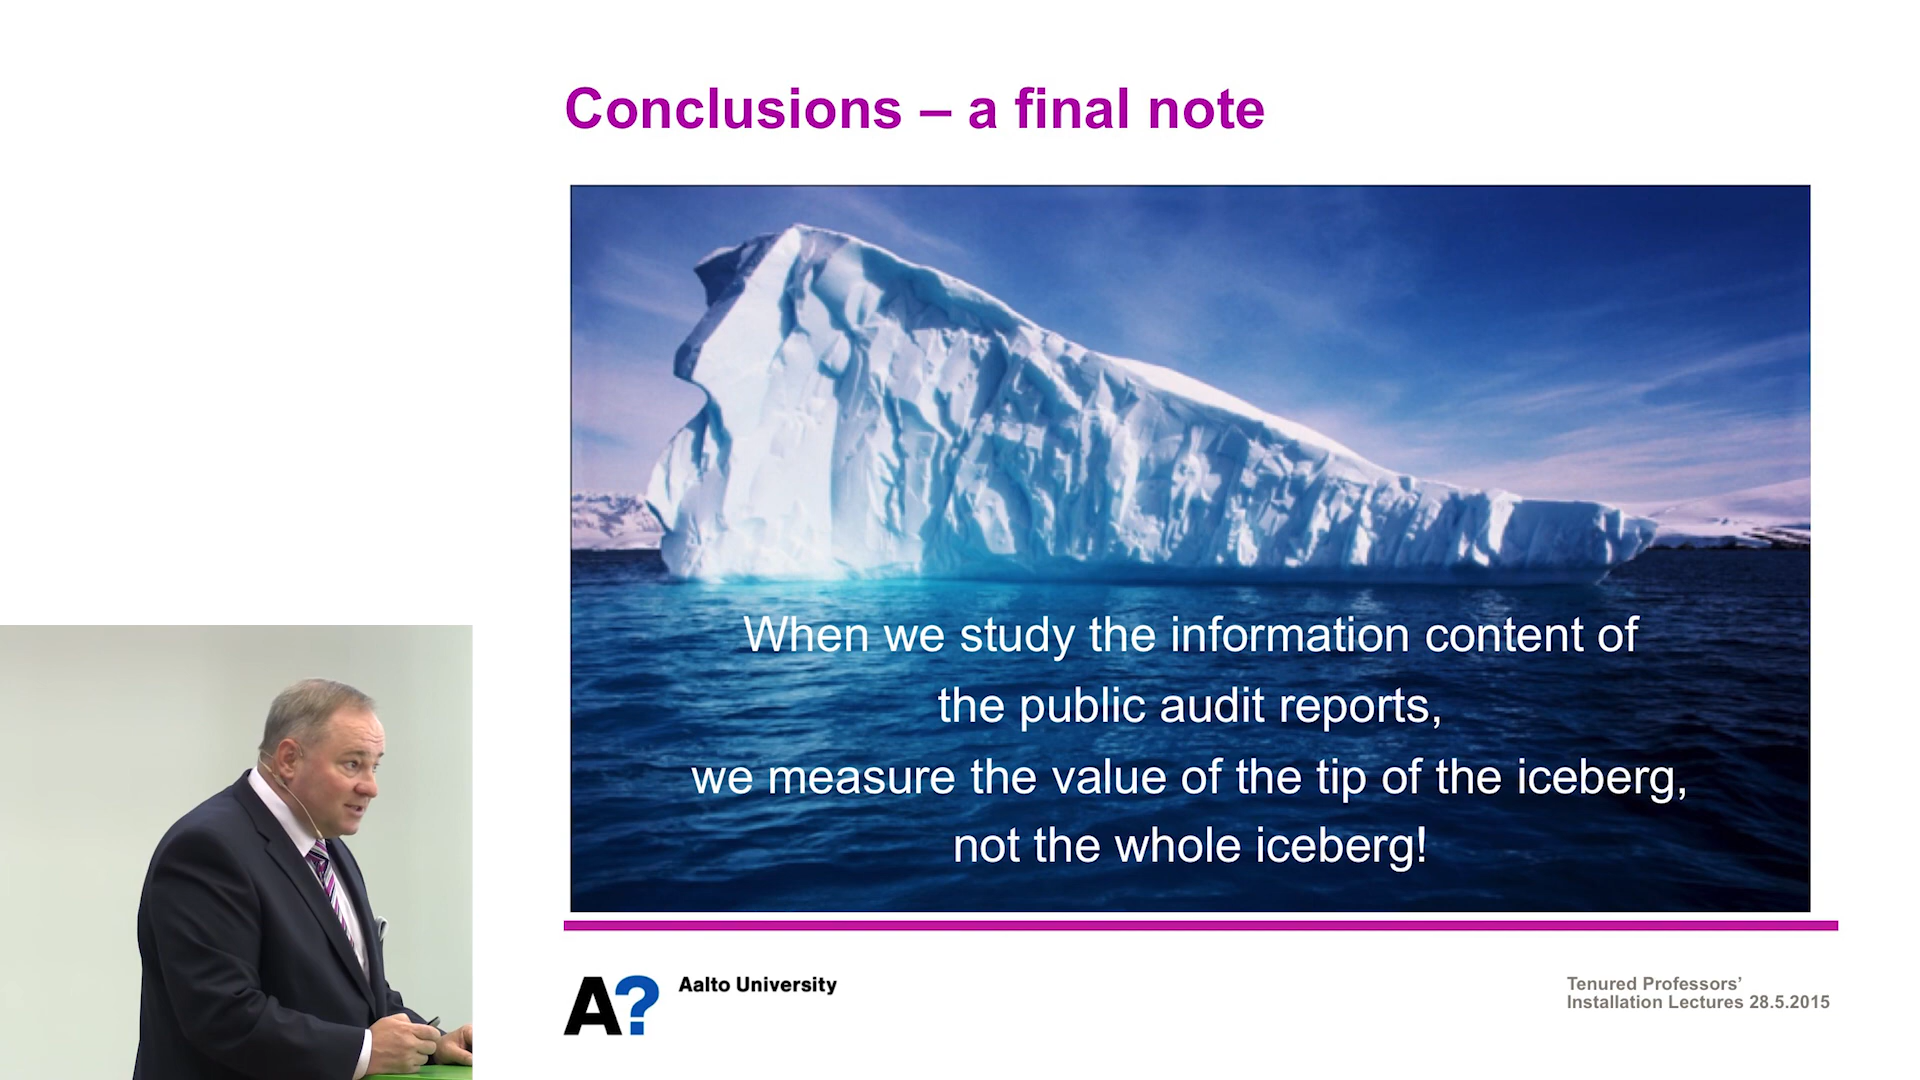 Conclusions – a final note
When we study the information content of
the public audit reports,
we measure the value of the tip of the iceberg,
not the whole iceberg!
A?
Aalto University
Tenured Professors’
Installation Lectures 28.5.2015